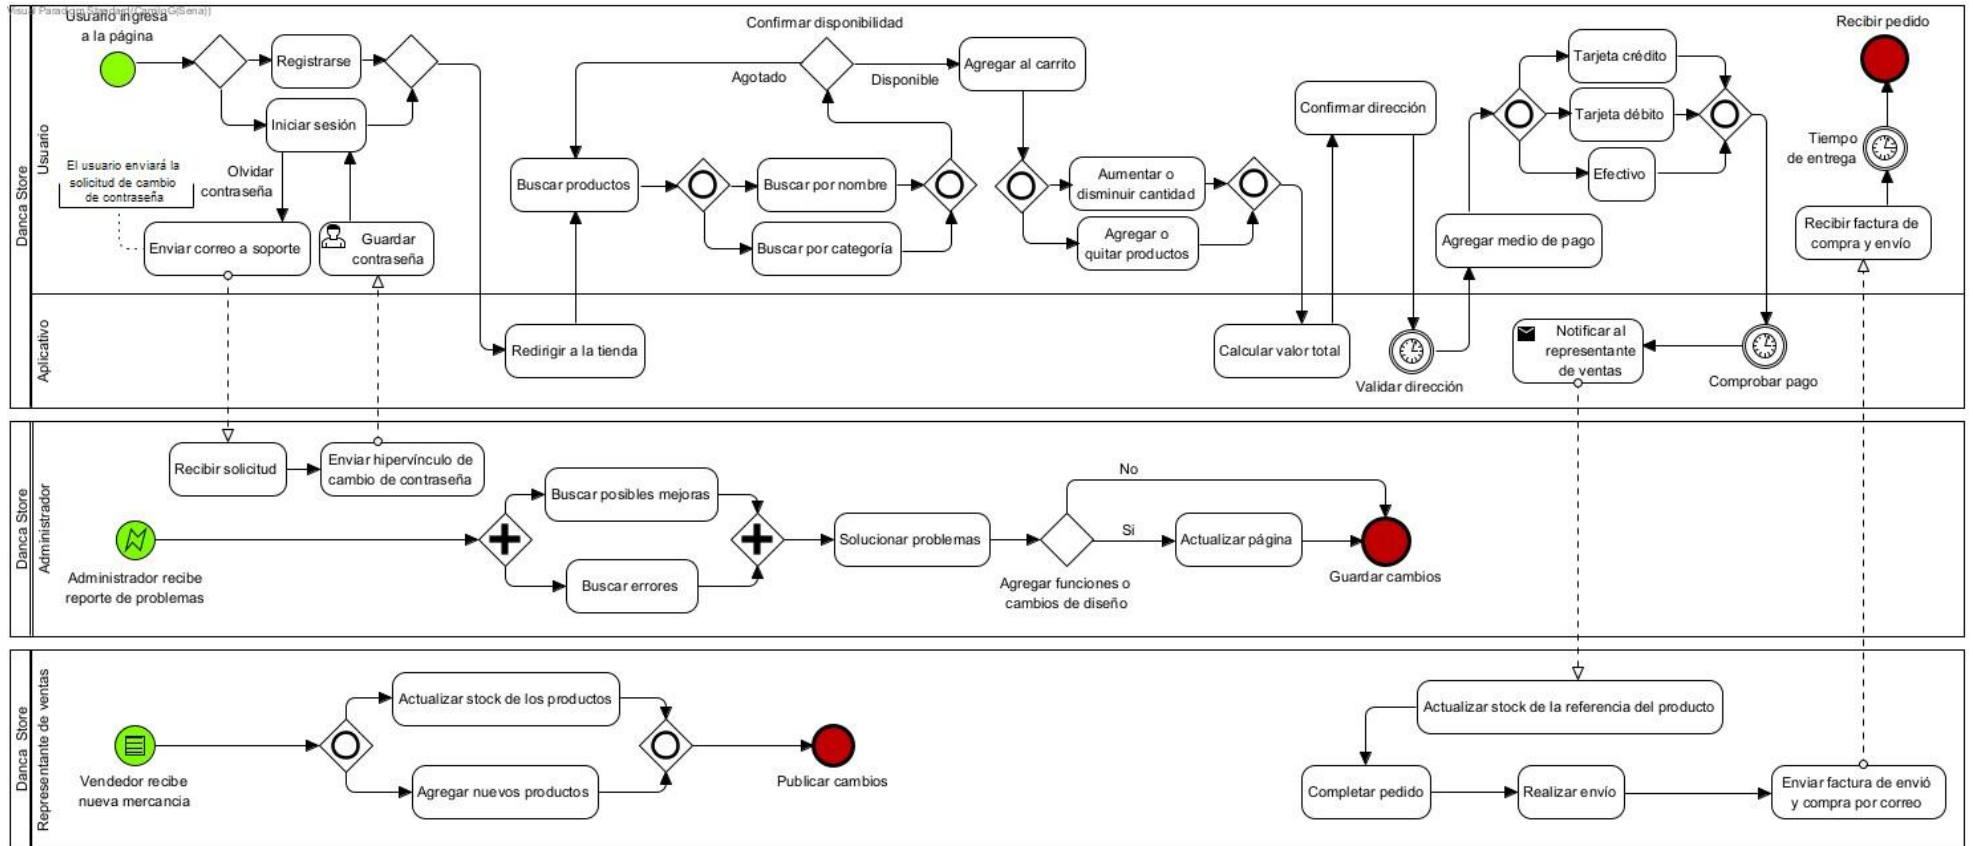 Visual Paradigm Standard(CamiloG(Sena))
Usuario ingresa
a la página
Danca Store
Usuario
Registrarse
Iniciar sesión
El usuario enviará la
solicitud de cambio
de contraseña
Olvidar
contraseña
Enviar correo a soporte
Guardar
contraseña
Confirmar disponibilidad
Agotado
Disponible
Agregar al carrito
Buscar productos
Buscar por nombre
Buscar por categoría
Aumentar o
disminuir cantidad
Agregar o
quitar productos
Confirmar dirección
Agregar medio de pago
Tarjeta crédito
Tarjeta débito
Efectivo
Recibir pedido
Tiempo
de entrega
Recibir factura de
compra y envío
Aplicativo
Redirigir a la tienda
Calcular valor total
Validar dirección
Notificar al
representante
de ventas
Comprobar pago
Danca Store
Administrador
Recibir solicitud
Enviar hipervínculo de
cambio de contraseña
Administrador recibe
reporte de problemas
Buscar posibles mejoras
Buscar errores
Solucionar problemas
Agregar funciones o
cambios de diseño
No
Si
Actualizar página
Guardar cambios
Danca Store
Representante de ventas
Vendedor recibe
nueva mercancia
Actualizar stock de los productos
Agregar nuevos productos
Publicar cambios
Actualizar stock de la referencia del producto
Completar pedido
Realizar envío
Enviar factura de envió
y compra por correo